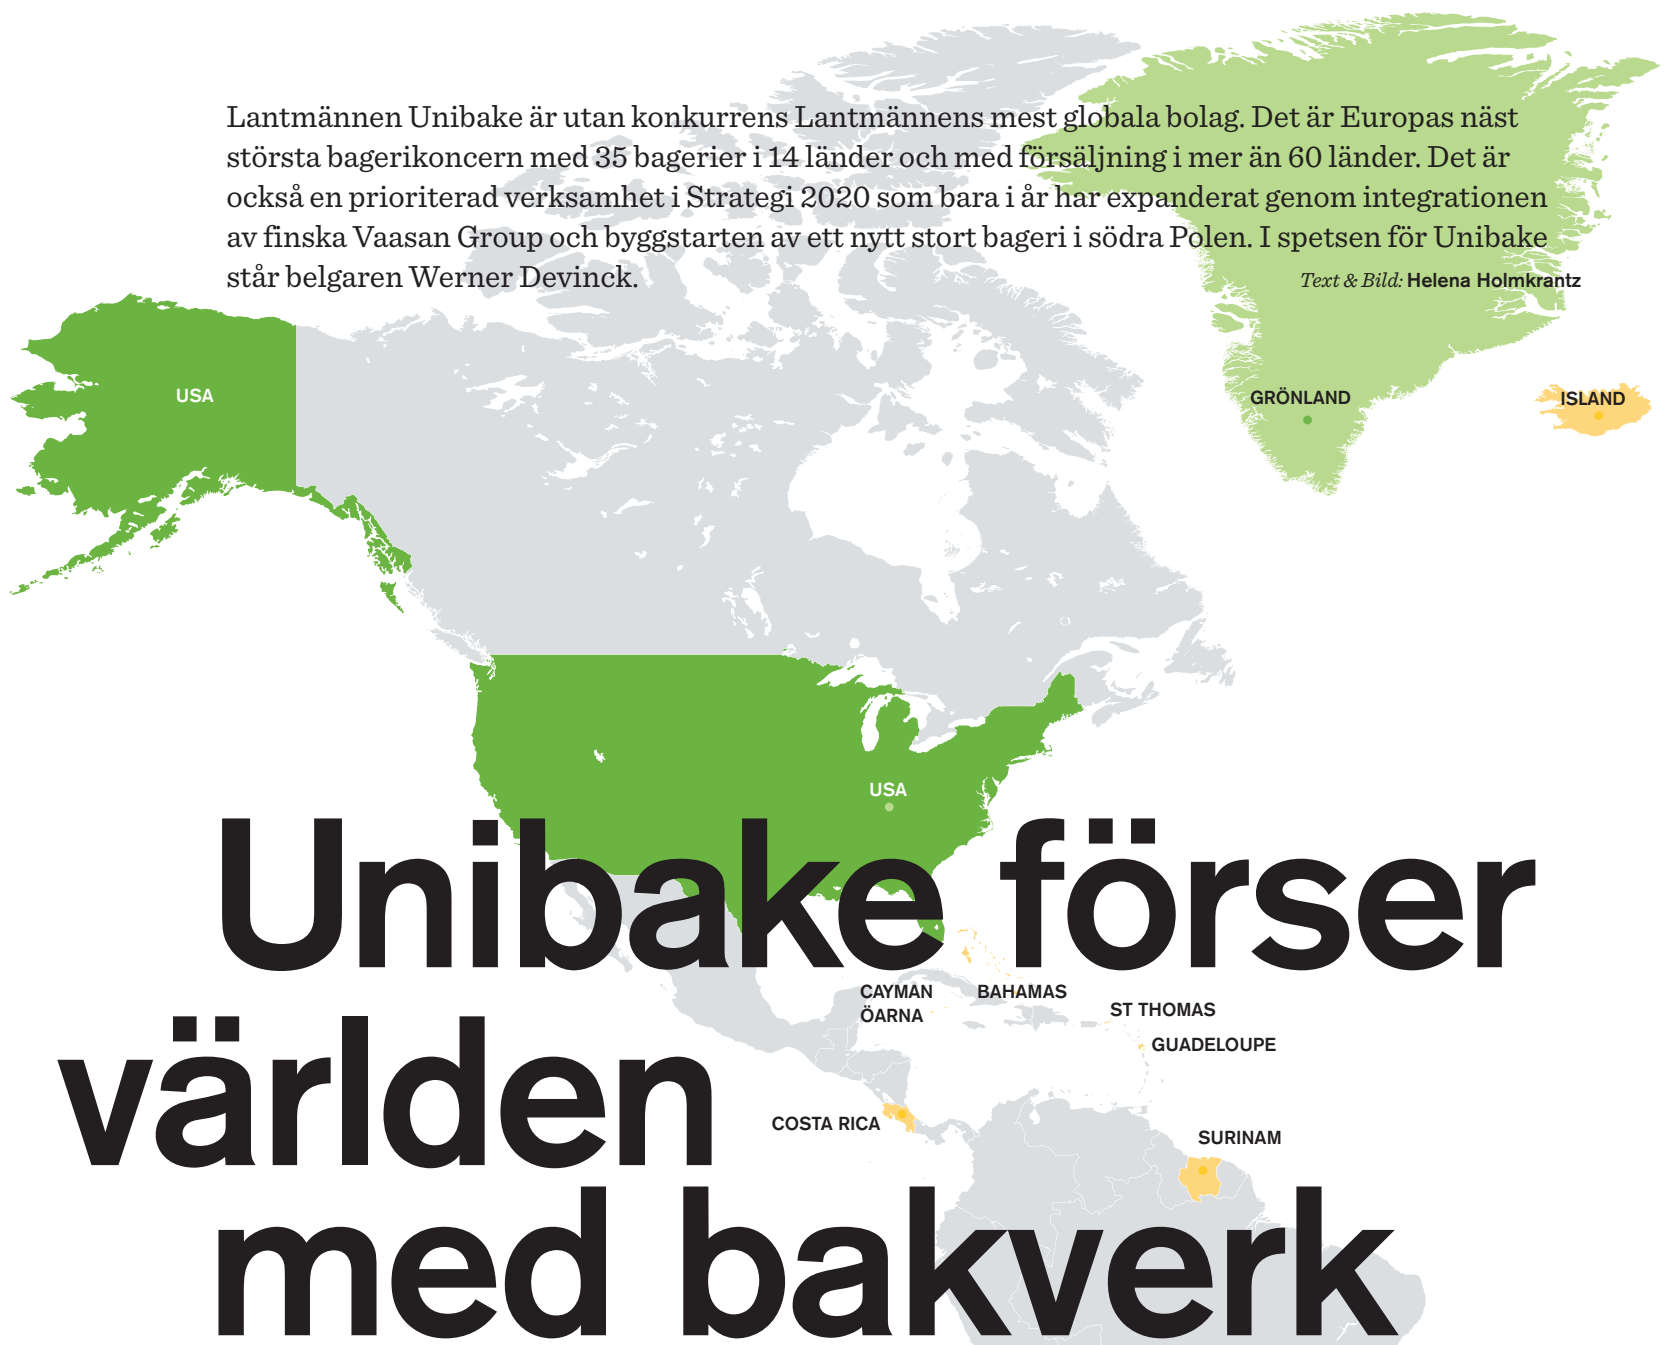 Lantmännen Unibake är utan konkurrens Lantmännens mest globala bolag. Det är Europas näst
största bagerikoncern med 35 bagerier i 14 länder och med försäljning i mer än 60 länder. Det är
också en prioriterad verksamhet i Strategi 2020 som bara i år har expanderat genom integrationen
av finska Vaasan Group och byggstarten av ett nytt stort bageri i södra Polen. I spetsen för Unibake
står belgaren Werner Devinck.
Text & Bild: Helena Holmkrantz
USA
GRÖNLAND
ISLAND
USA
Unibake förser
världen
med bakverk
CAYMAN
ÖARNA
BAHAMAS
ST THOMAS
GUADELOUPE
COSTA RICA
SURINAM